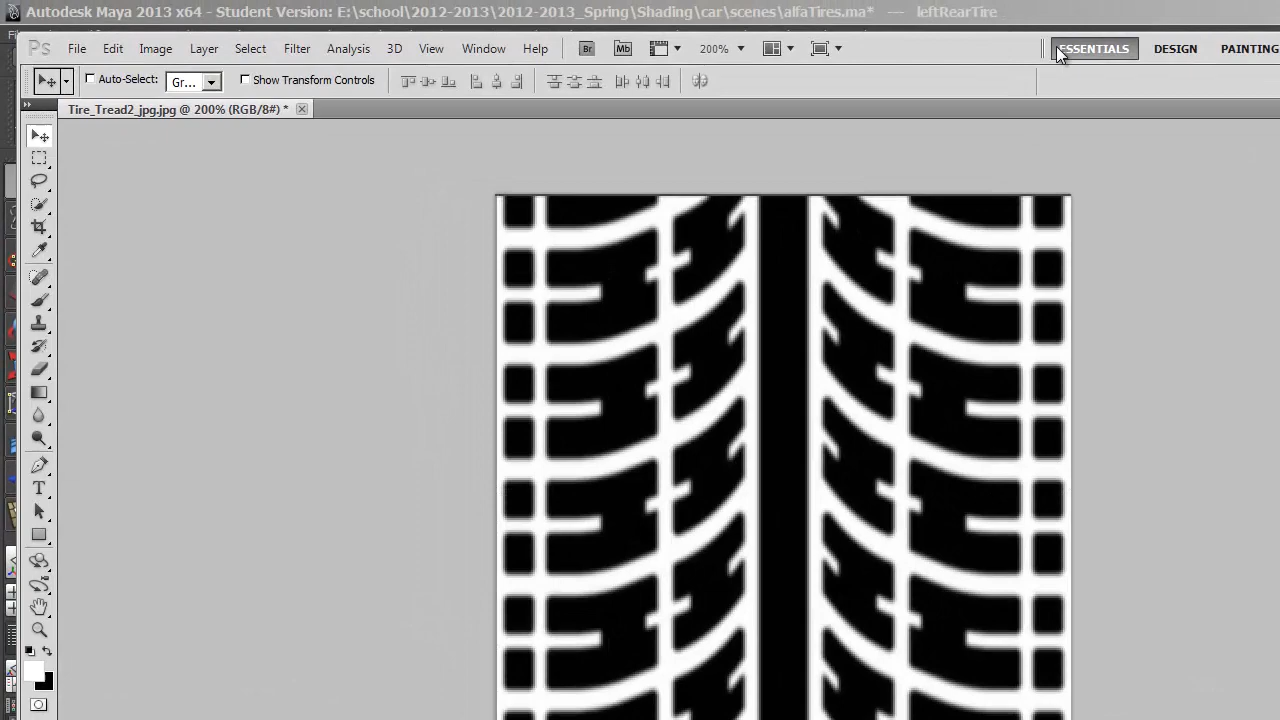 Autodesk Maya 2013 x64 - Student Version: E:\school\2012-2013\2012-2013_Spring\Shading\car\scenes\alfaTires.ma* --- leftRearTire
Ps File Edit Image Layer Select Filter Analysis 3D View Window Help Br Mb 200% ESSENTIALS DESIGN PAINTING
Auto-Select: Gr... Show Transform Controls
Tire_Tread2_jpg.jpg @ 200% (RGB/8#) *
T